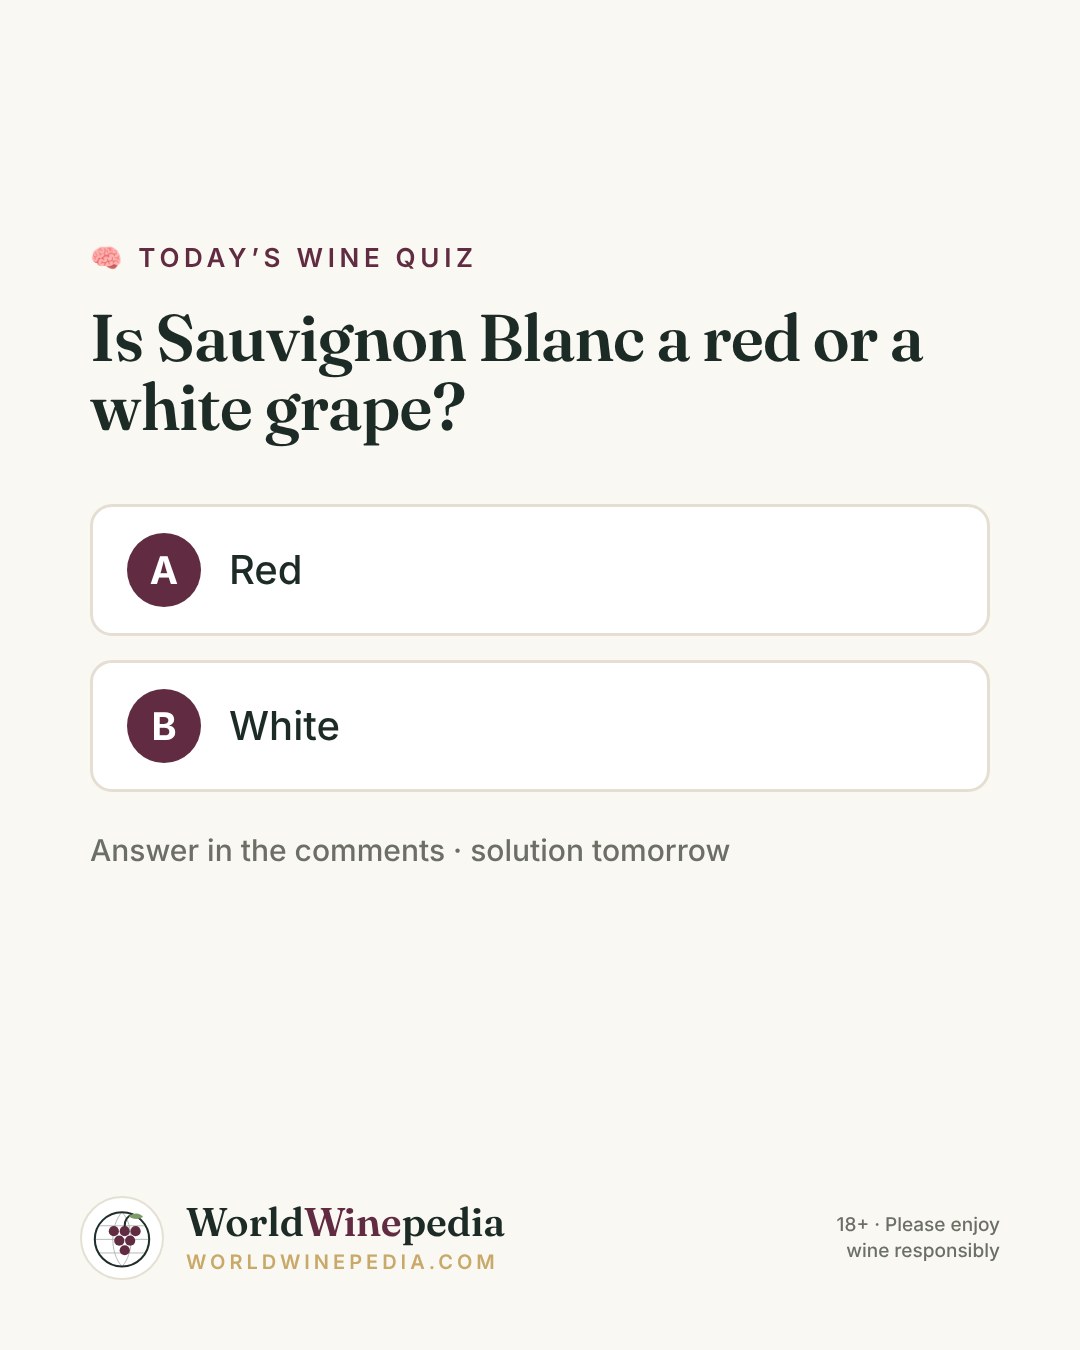 🧠 TODAY’S WINE QUIZ
Is Sauvignon Blanc a red or a
white grape?
A Red
B White
Answer in the comments · solution tomorrow
WorldWinepedia
WORLDWINEPEDIA.COM
18+ · Please enjoy
wine responsibly